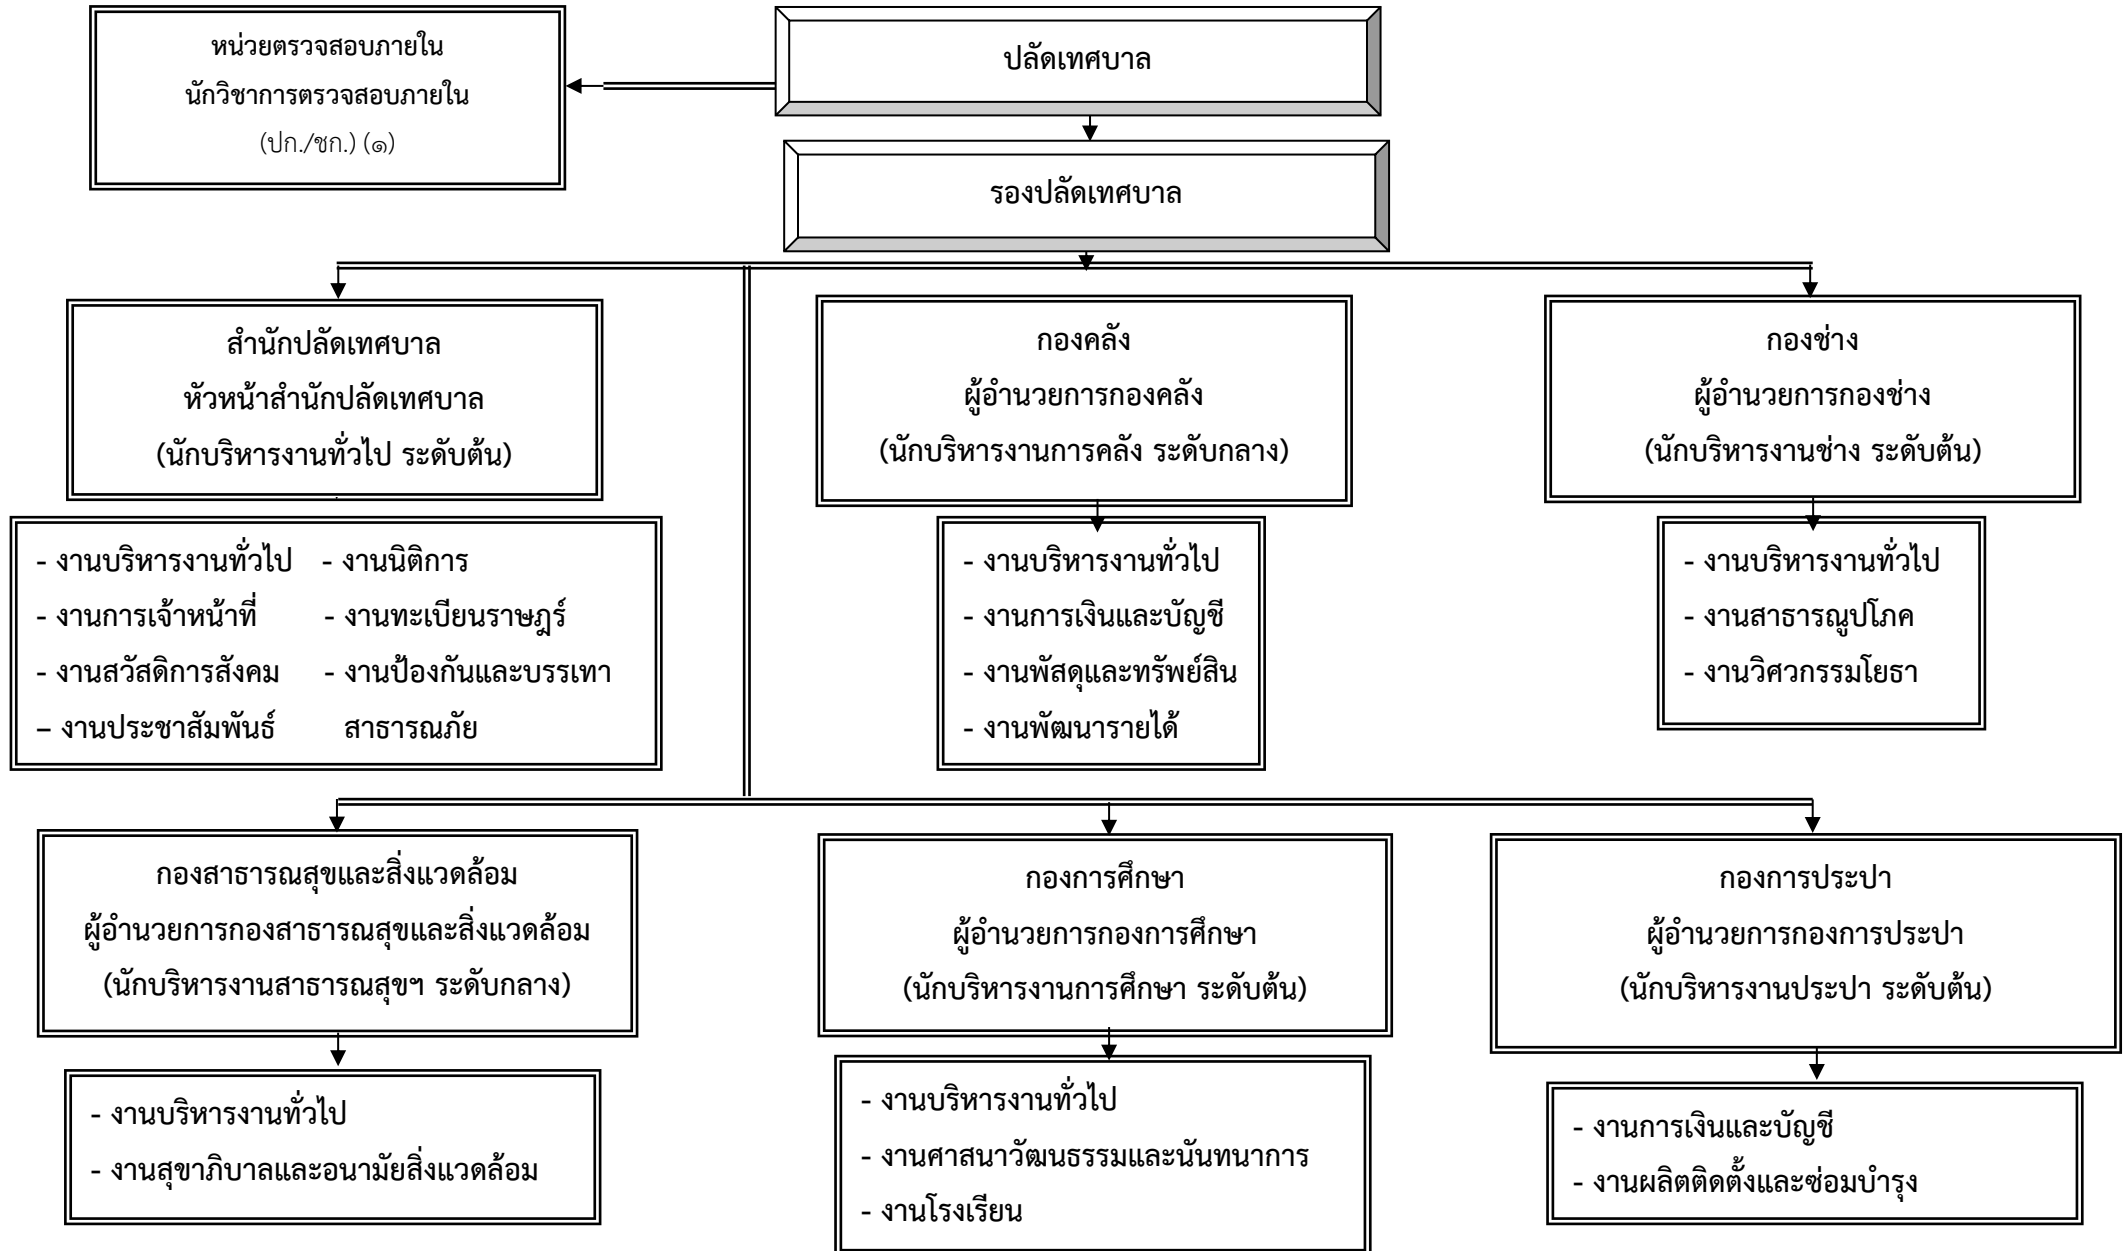 หน่วยตรวจสอบภายใน
นักวิชาการตรวจสอบภายใน
(ปก./ชก.) (๑)
ปลัดเทศบาล
รองปลัดเทศบาล
สำนักปลัดเทศบาล
หัวหน้าสำนักปลัดเทศบาล
(นักบริหารงานทั่วไป ระดับต้น)
กองคลัง
ผู้อำนวยการกองคลัง
(นักบริหารงานการคลัง ระดับกลาง)
กองช่าง
ผู้อำนวยการกองช่าง
(นักบริหารงานช่าง ระดับต้น)
- งานบริหารงานทั่วไป - งานนิติการ
- งานการเจ้าหน้าที่ - งานทะเบียนราษฎร์
- งานสวัสดิการสังคม - งานป้องกันและบรรเทา
– งานประชาสัมพันธ์ สาธารณภัย
- งานบริหารงานทั่วไป
- งานการเงินและบัญชี
- งานพัสดุและทรัพย์สิน
- งานพัฒนารายได้
- งานบริหารงานทั่วไป
- งานสาธารณูปโภค
- งานวิศวกรรมโยธา
กองสาธารณสุขและสิ่งแวดล้อม
ผู้อำนวยการกองสาธารณสุขและสิ่งแวดล้อม
(นักบริหารงานสาธารณสุขฯ ระดับกลาง)
กองการศึกษา
ผู้อำนวยการกองการศึกษา
(นักบริหารงานการศึกษา ระดับต้น)
กองการประปา
ผู้อำนวยการกองการประปา
(นักบริหารงานประปา ระดับต้น)
- งานบริหารงานทั่วไป
- งานสุขาภิบาลและอนามัยสิ่งแวดล้อม
- งานบริหารงานทั่วไป
- งานศาสนาวัฒนธรรมและนันทนาการ
- งานโรงเรียน
- งานการเงินและบัญชี
- งานผลิตติดตั้งและซ่อมบำรุง